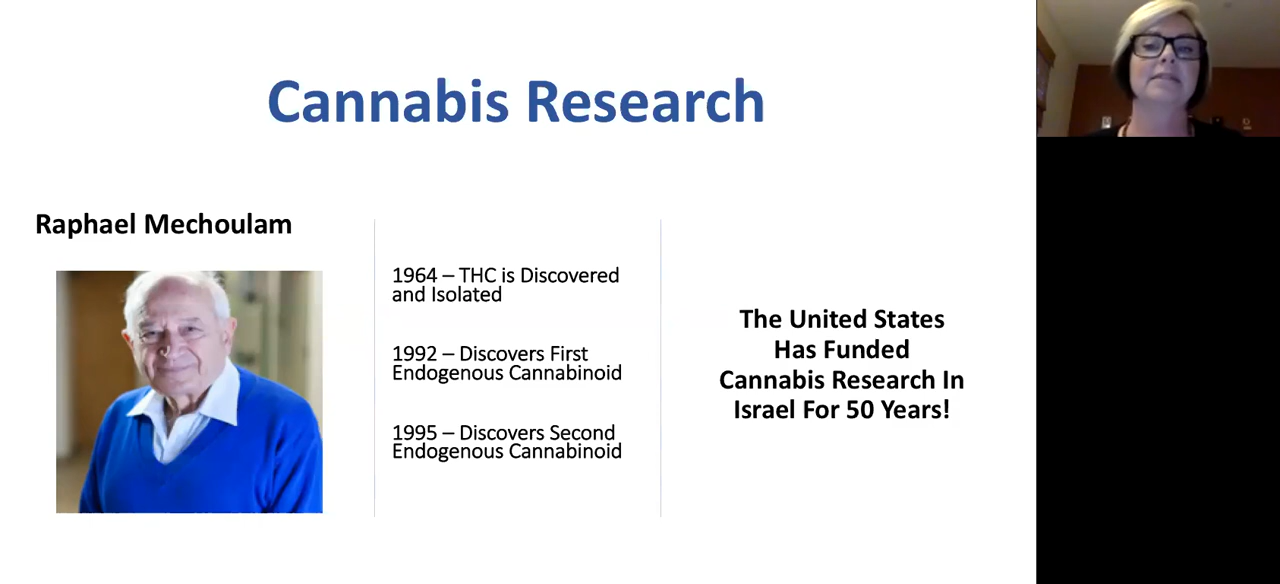 Cannabis Research
Raphael Mechoulam
1964 – THC is Discovered
and Isolated
1992 – Discovers First
Endogenous Cannabinoid
1995 – Discovers Second
Endogenous Cannabinoid
The United States
Has Funded
Cannabis Research In
Israel For 50 Years!